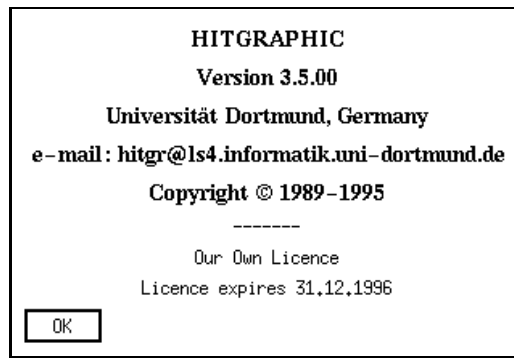 HITGRAPHIC
Version 3.5.00
Universität Dortmund, Germany
e-mail: hitgr@ls4.informatik.uni-dortmund.de
Copyright © 1989-1995
-------
Our Own Licence
Licence expires 31.12.1996
OK